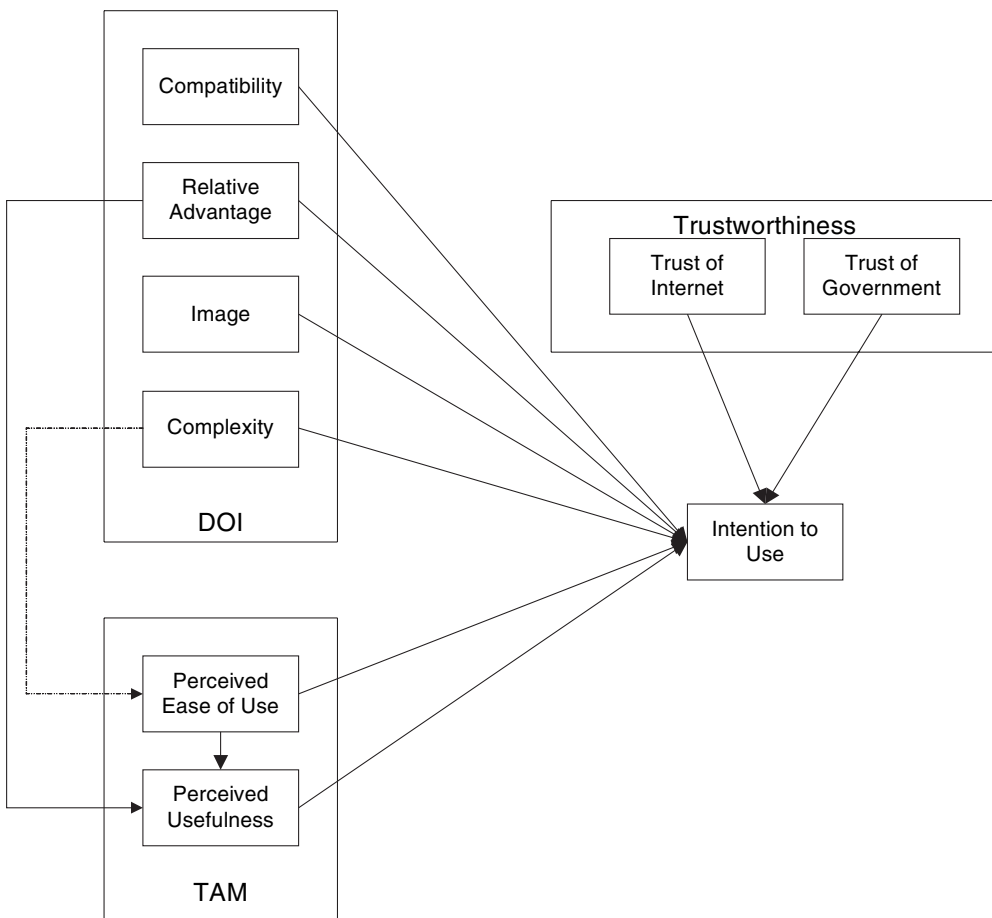 Compatibility
Relative
Advantage
Image
Complexity
DOI
Trustworthiness
Trust of
Internet
Trust of
Government
Intention to
Use
Perceived
Ease of Use
Perceived
Usefulness
TAM